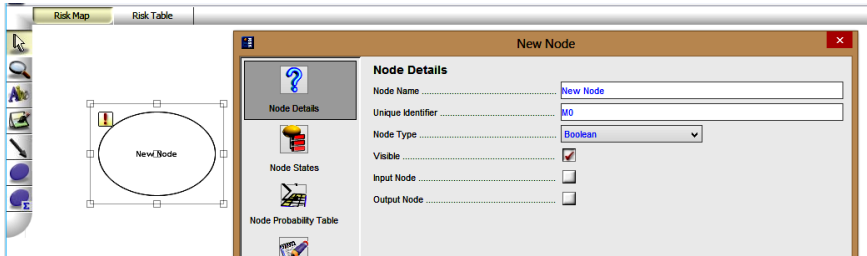 Risk Map
Risk Table
New Node
Abc
New Node
Σ
Node Details
Node States
Node Probability Table
Node Details
Node Name
New Node
Unique Identifier
M0
Node Type
Boolean
Visible
Input Node
Output Node